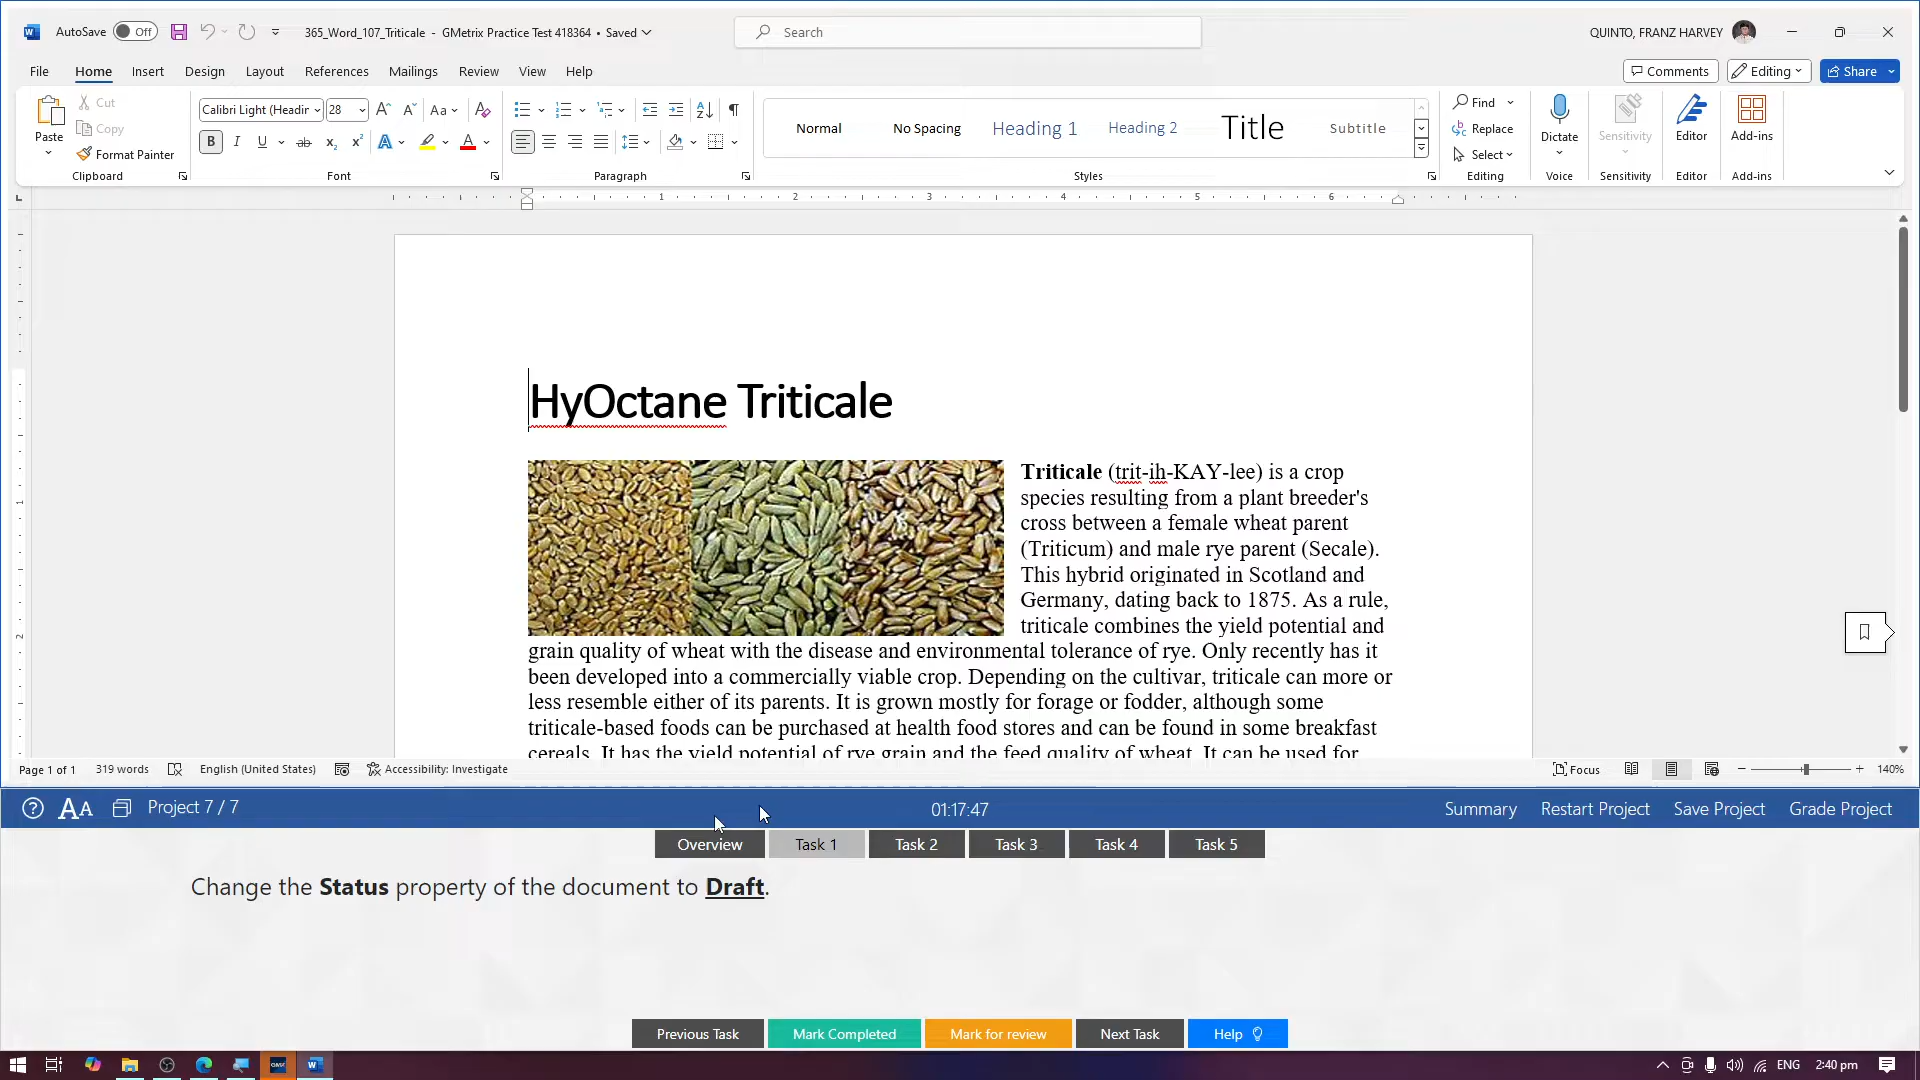 AutoSave Off 365_Word_107_Triticale - GMetrix Practice Test 418364 • Saved Search QUINTO, FRANZ HARVEY
File Home Insert Design Layout References Mailings Review View Help Comments Editing Share
Paste Cut Copy Format Painter Clipboard
Calibri Light (Headin 28 Aa Font
Paragraph
Normal No Spacing Heading 1 Heading 2 Title Subtitle Styles
Find Replace Select Editing
Dictate Voice
Sensitivity Sensitivity
Editor Editor
Add-ins Add-ins
1 2 3 4 5 6
HyOctane Triticale
Triticale (trit-ih-KAY-lee) is a crop
species resulting from a plant breeder's
cross between a female wheat parent
(Triticum) and male rye parent (Secale).
This hybrid originated in Scotland and
Germany, dating back to 1875. As a rule,
triticale combines the yield potential and
grain quality of wheat with the disease and environmental tolerance of rye. Only recently has it
been developed into a commercially viable crop. Depending on the cultivar, triticale can more or
less resemble either of its parents. It is grown mostly for forage or fodder, although some
triticale-based foods can be purchased at health food stores and can be found in some breakfast
cereals. It has the yield potential of rye grain and the feed quality of wheat. It can be used for
Page 1 of 1 319 words English (United States) Accessibility: Investigate Focus 140%
Project 7 / 7 01:17:47 Summary Restart Project Save Project Grade Project
Overview Task 1 Task 2 Task 3 Task 4 Task 5
Change the Status property of the document to Draft.
Previous Task Mark Completed Mark for review Next Task Help
ENG 2:40 pm